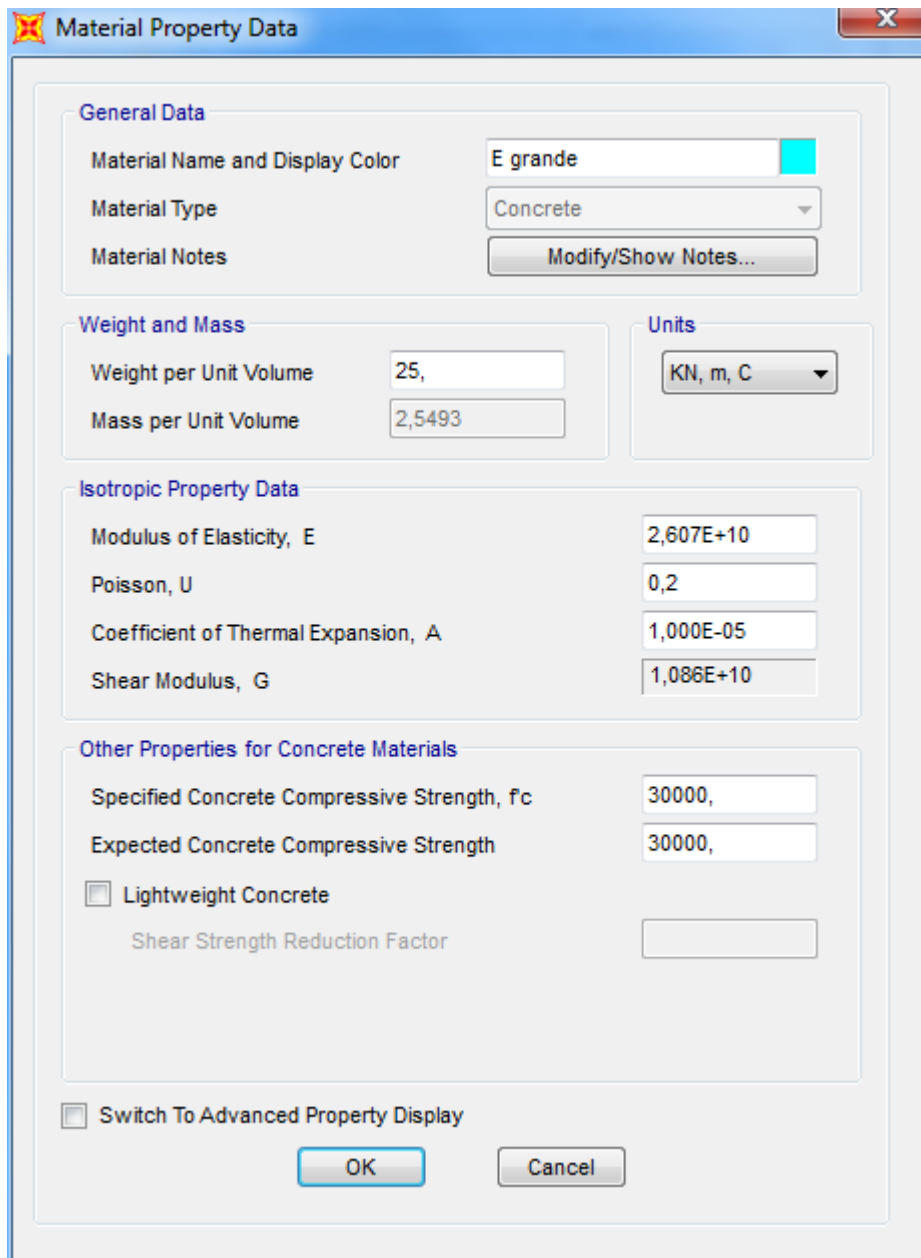 Material Property Data
General Data
Material Name and Display Color E grande
Material Type Concrete
Material Notes Modify/Show Notes...
Weight and Mass
Weight per Unit Volume 25,
Mass per Unit Volume 2,5493
Units
KN, m, C
Isotropic Property Data
Modulus of Elasticity, E 2,607E+10
Poisson, U 0,2
Coefficient of Thermal Expansion, A 1,000E-05
Shear Modulus, G 1,086E+10
Other Properties for Concrete Materials
Specified Concrete Compressive Strength, f'c 30000,
Expected Concrete Compressive Strength 30000,
Lightweight Concrete
Shear Strength Reduction Factor
Switch To Advanced Property Display
OK Cancel